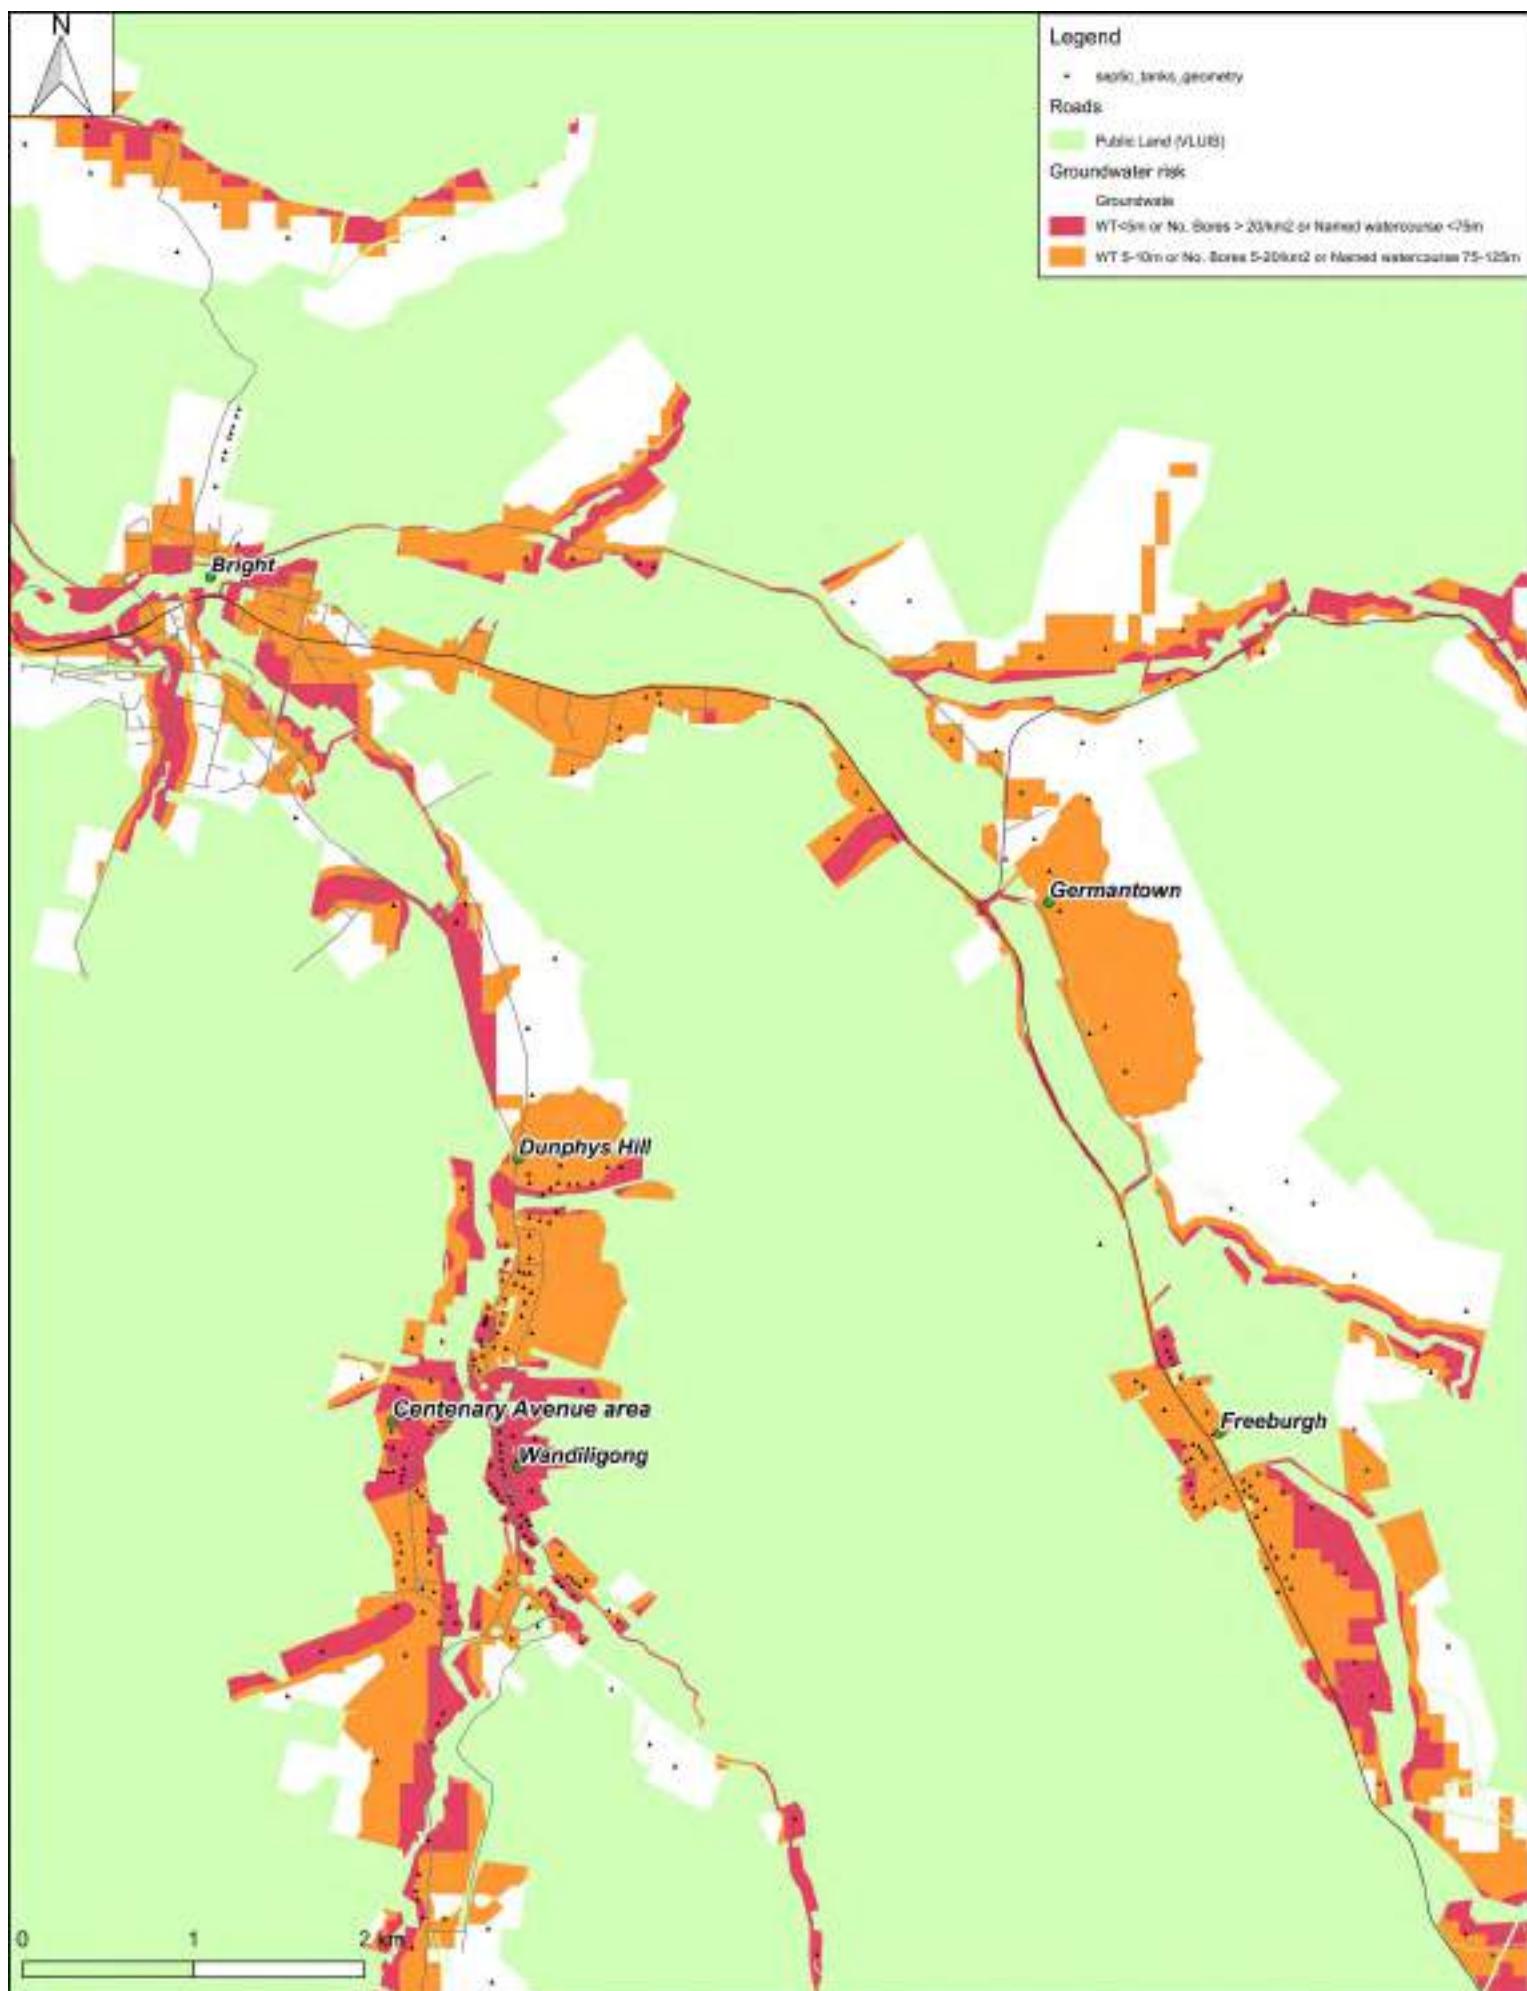 N
Legend
septic_tanks_geometry
Roads
Public Land (VLUIS)
Groundwater risk
Groundwate
WT<5m or No. Bores > 20/km2 or Named watercourse <75m
WT 5-10m or No. Bores 5-20/km2 or Named watercourse 75-125m
Bright
Germantown
Dunphys Hill
Centenary Avenue area
Freeburgh
Wandiligong
0 1 2 km